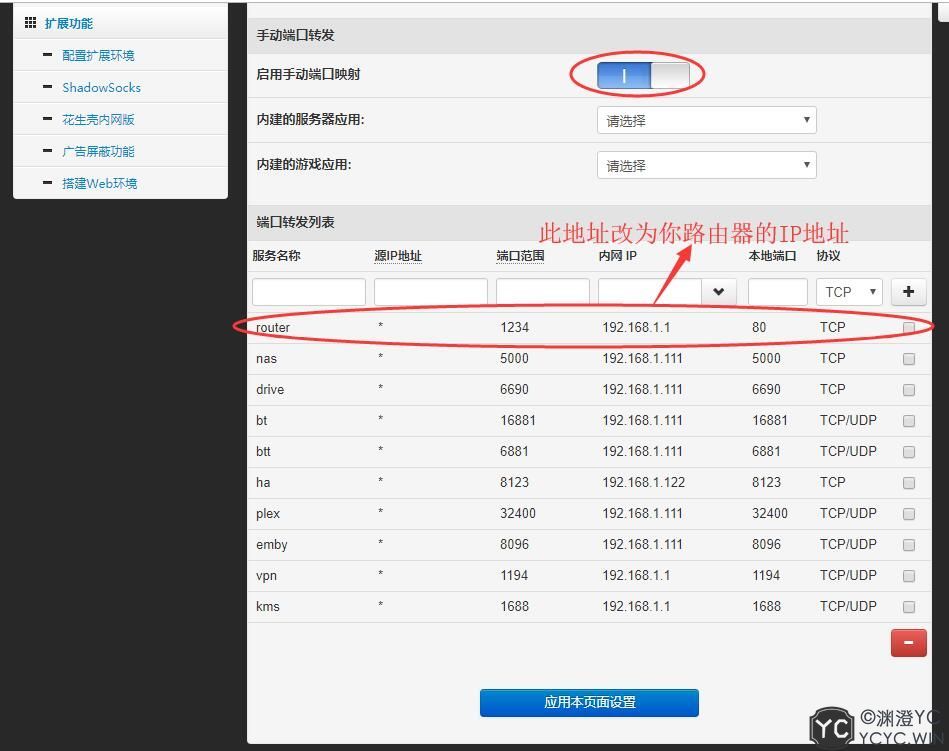 扩展功能
配置扩展环境
ShadowSocks
花生壳内网版
广告屏蔽功能
搭建Web环境
手动端口转发
启用手动端口映射
内建的服务器应用: 请选择
内建的游戏应用: 请选择
端口转发列表
此地址改为你路由器的IP地址
服务名称 源IP地址 端口范围 内网 IP 本地端口 协议
TCP
router * 1234 192.168.1.1 80 TCP
nas * 5000 192.168.1.111 5000 TCP
drive * 6690 192.168.1.111 6690 TCP
bt * 16881 192.168.1.111 16881 TCP/UDP
btt * 6881 192.168.1.111 6881 TCP/UDP
ha * 8123 192.168.1.122 8123 TCP
plex * 32400 192.168.1.111 32400 TCP/UDP
emby * 8096 192.168.1.111 8096 TCP/UDP
vpn * 1194 192.168.1.1 1194 TCP/UDP
kms * 1688 192.168.1.1 1688 TCP/UDP
应用本页面设置
YC ©渊澄YC
YCYC.WIN